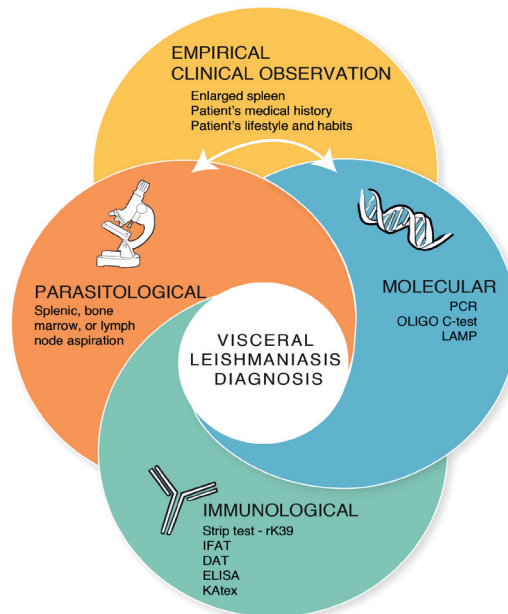 EMPIRICAL
CLINICAL OBSERVATION
Enlarged spleen
Patient's medical history
Patient's lifestyle and habits
PARASITOLOGICAL
Splenic, bone
marrow, or lymph
node aspiration
MOLECULAR
PCR
OLIGO C-test
LAMP
VISCERAL
LEISHMANIASIS
DIAGNOSIS
IMMUNOLOGICAL
Strip test - rK39
IFAT
DAT
ELISA
KAtex